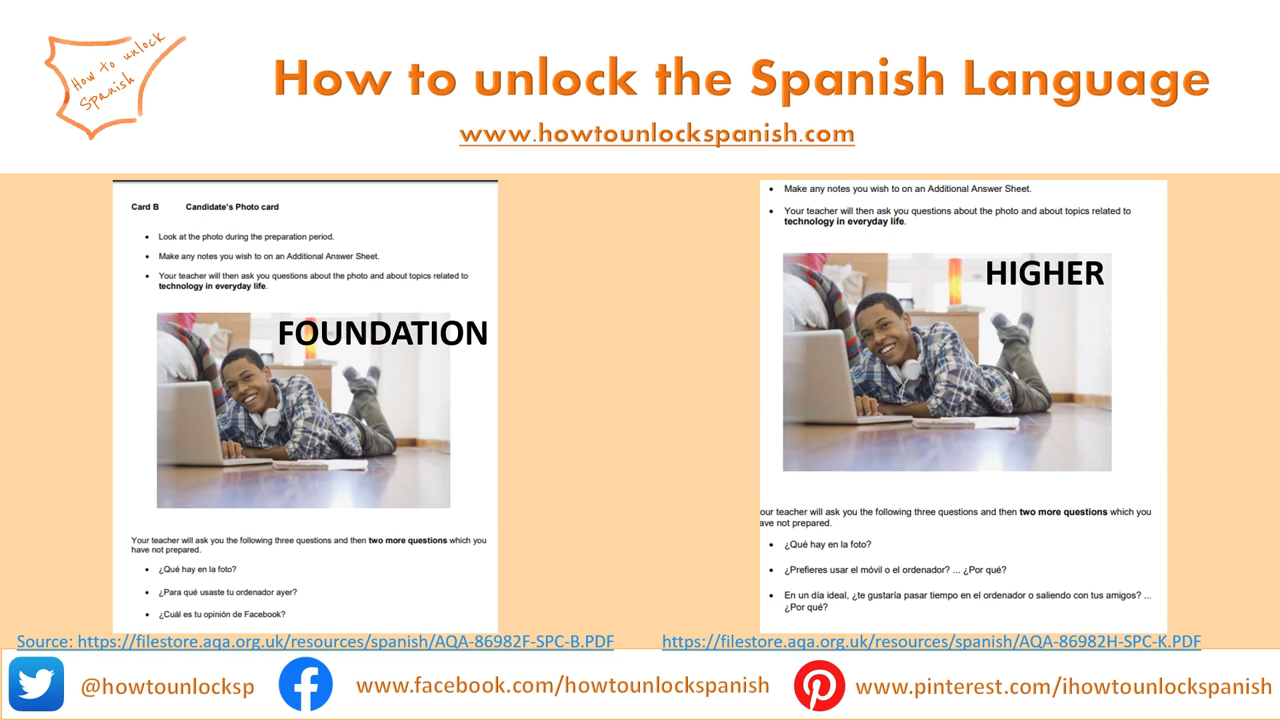 How to unlock
Spanish
How to unlock the Spanish Language
www.howtounlockspanish.com
Card B Candidate's Photo card
• Look at the photo during the preparation period.
• Make any notes you wish to on an Additional Answer Sheet.
• Your teacher will then ask you questions about the photo and about topics related to
technology in everyday life.
FOUNDATION
Your teacher will ask you the following three questions and then two more questions which you
have not prepared.
• ¿Qué hay en la foto?
• ¿Para qué usaste tu ordenador ayer?
• ¿Cuál es tu opinión de Facebook?
Source: https://filestore.aqa.org.uk/resources/spanish/AQA-86982F-SPC-B.PDF
• Make any notes you wish to on an Additional Answer Sheet.
• Your teacher will then ask you questions about the photo and about topics related to
technology in everyday life.
HIGHER
our teacher will ask you the following three questions and then two more questions which you
ave not prepared.
• ¿Qué hay en la foto?
• ¿Prefieres usar el móvil o el ordenador? ... ¿Por qué?
• En un día ideal, ¿te gustaría pasar tiempo en el ordenador o saliendo con tus amigos? ...
¿Por qué?
https://filestore.aqa.org.uk/resources/spanish/AQA-86982H-SPC-K.PDF
@howtounlocksp
www.facebook.com/howtounlockspanish
www.pinterest.com/ihowtounlockspanish